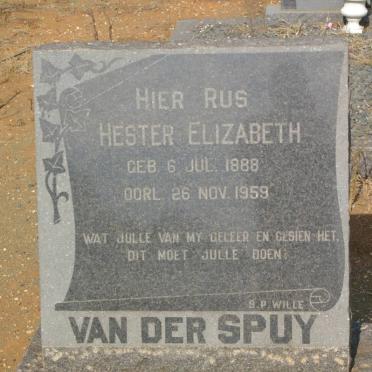 HIER RUS
HESTER ELIZABETH
GEB. 6 JUL. 1888
OORL. 26 NOV. 1959
WAT JULLE VAN MY GELEER EN GESIEN HET,
DIT MOET JULLE DOEN.
B.P. WILLE
VAN DER SPUY